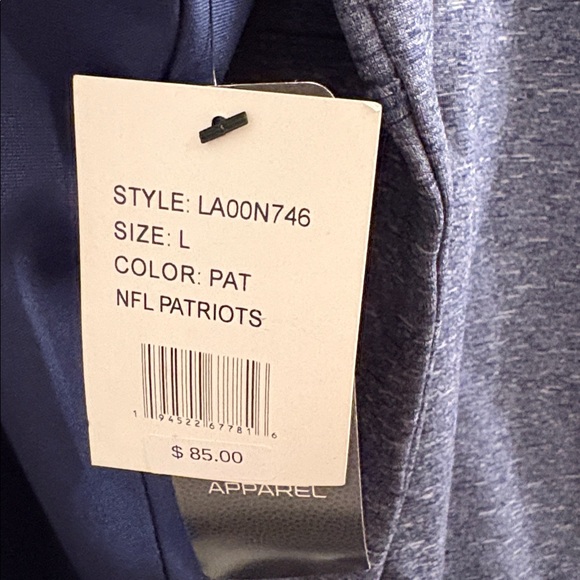 STYLE: LA00N746
SIZE: L
COLOR: PAT
NFL PATRIOTS
1 94522 67781 6
$ 85.00
APPAREL